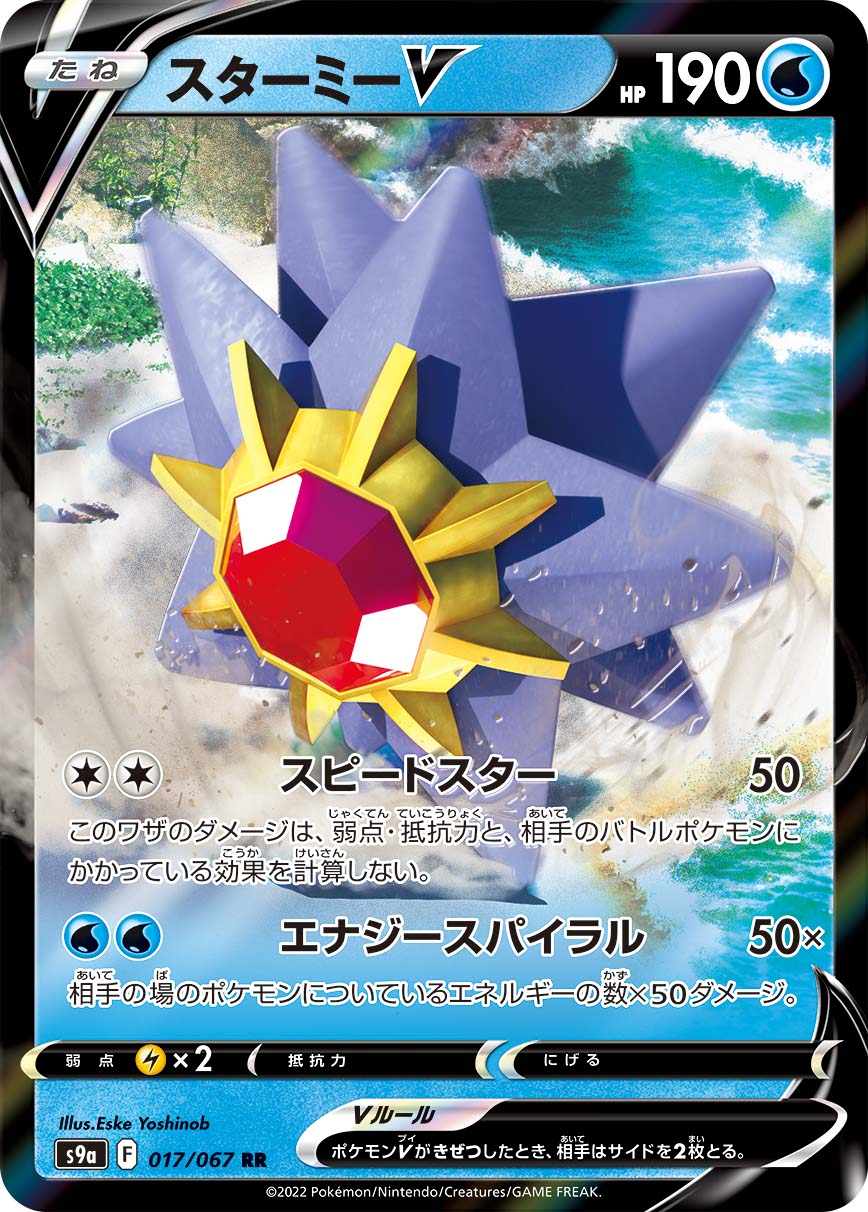 たね スターミーV HP 190
スピードスター 50
このワザのダメージは、弱点・抵抗力と、相手のバトルポケモンに
かかっている効果を計算しない。
エナジースパイラル 50×
相手の場のポケモンについているエネルギーの数×50ダメージ。
弱点 ×2 抵抗力 にげる
Illus.Eske Yoshinob
Vルール
ポケモンVがきぜつしたとき、相手はサイドを2枚とる。
s9a F 017/067 RR
©2022 Pokémon/Nintendo/Creatures/GAME FREAK.